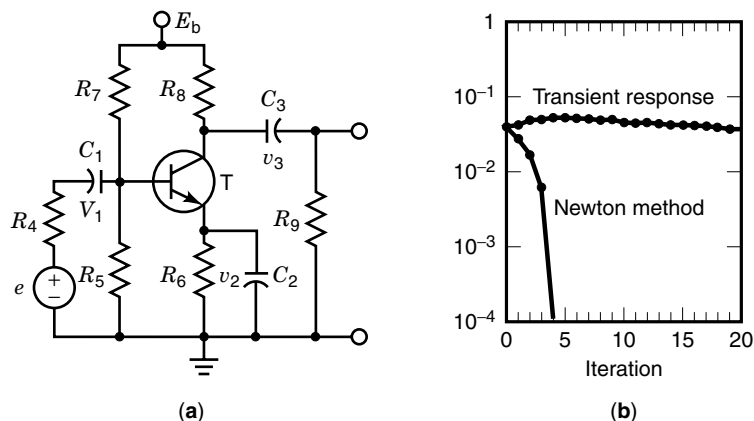 E_b
R_7
R_8
C_3
C_1
v_3
T
V_1
R_4
R_9
R_5
R_6
v_2
C_2
e
+
−
(a)
1
10^{−1}
Transient response
10^{−2}
Newton method
10^{−3}
10^{−4}
0 5 10 15 20
Iteration
(b)